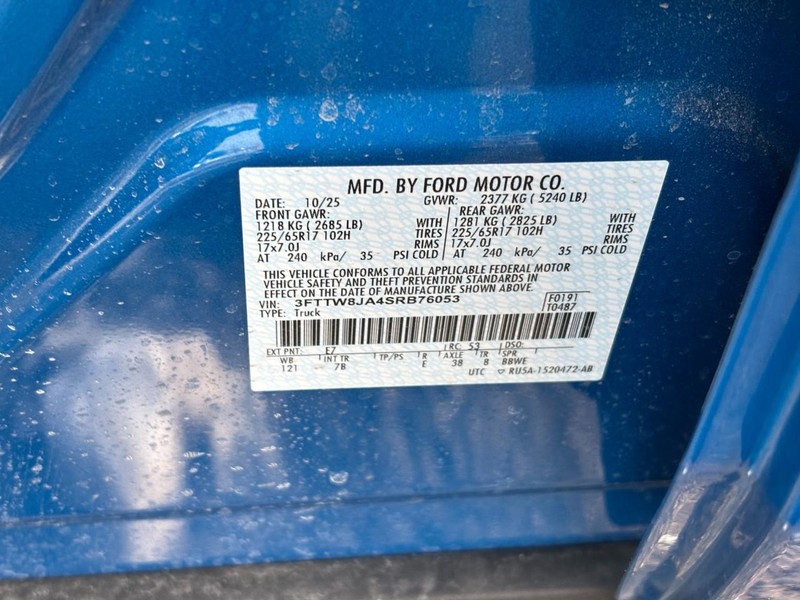 MFD. BY FORD MOTOR CO.
DATE: 10/25 GVWR: 2377 KG ( 5240 LB)
FRONT GAWR: REAR GAWR:
1218 KG ( 2685 LB) WITH 1281 KG ( 2825 LB) WITH
225/65R17 102H TIRES 225/65R17 102H TIRES
17x7.0J RIMS 17x7.0J RIMS
AT 240 kPa/ 35 PSI COLD AT 240 kPa/ 35 PSI COLD
THIS VEHICLE CONFORMS TO ALL APPLICABLE FEDERAL MOTOR
VEHICLE SAFETY AND THEFT PREVENTION STANDARDS IN
EFFECT ON THE DATE OF MANUFACTURE SHOWN ABOVE.
VIN: 3FTTW8JA4SRB76053 F0191
TYPE: Truck T0487
EXT PNT: E7 RC: S3 DSO:
WB INT TR TP/PS R AXLE TR SPR
121 7B E 38 8 BBWE
UTC RU5A-1520472-AB